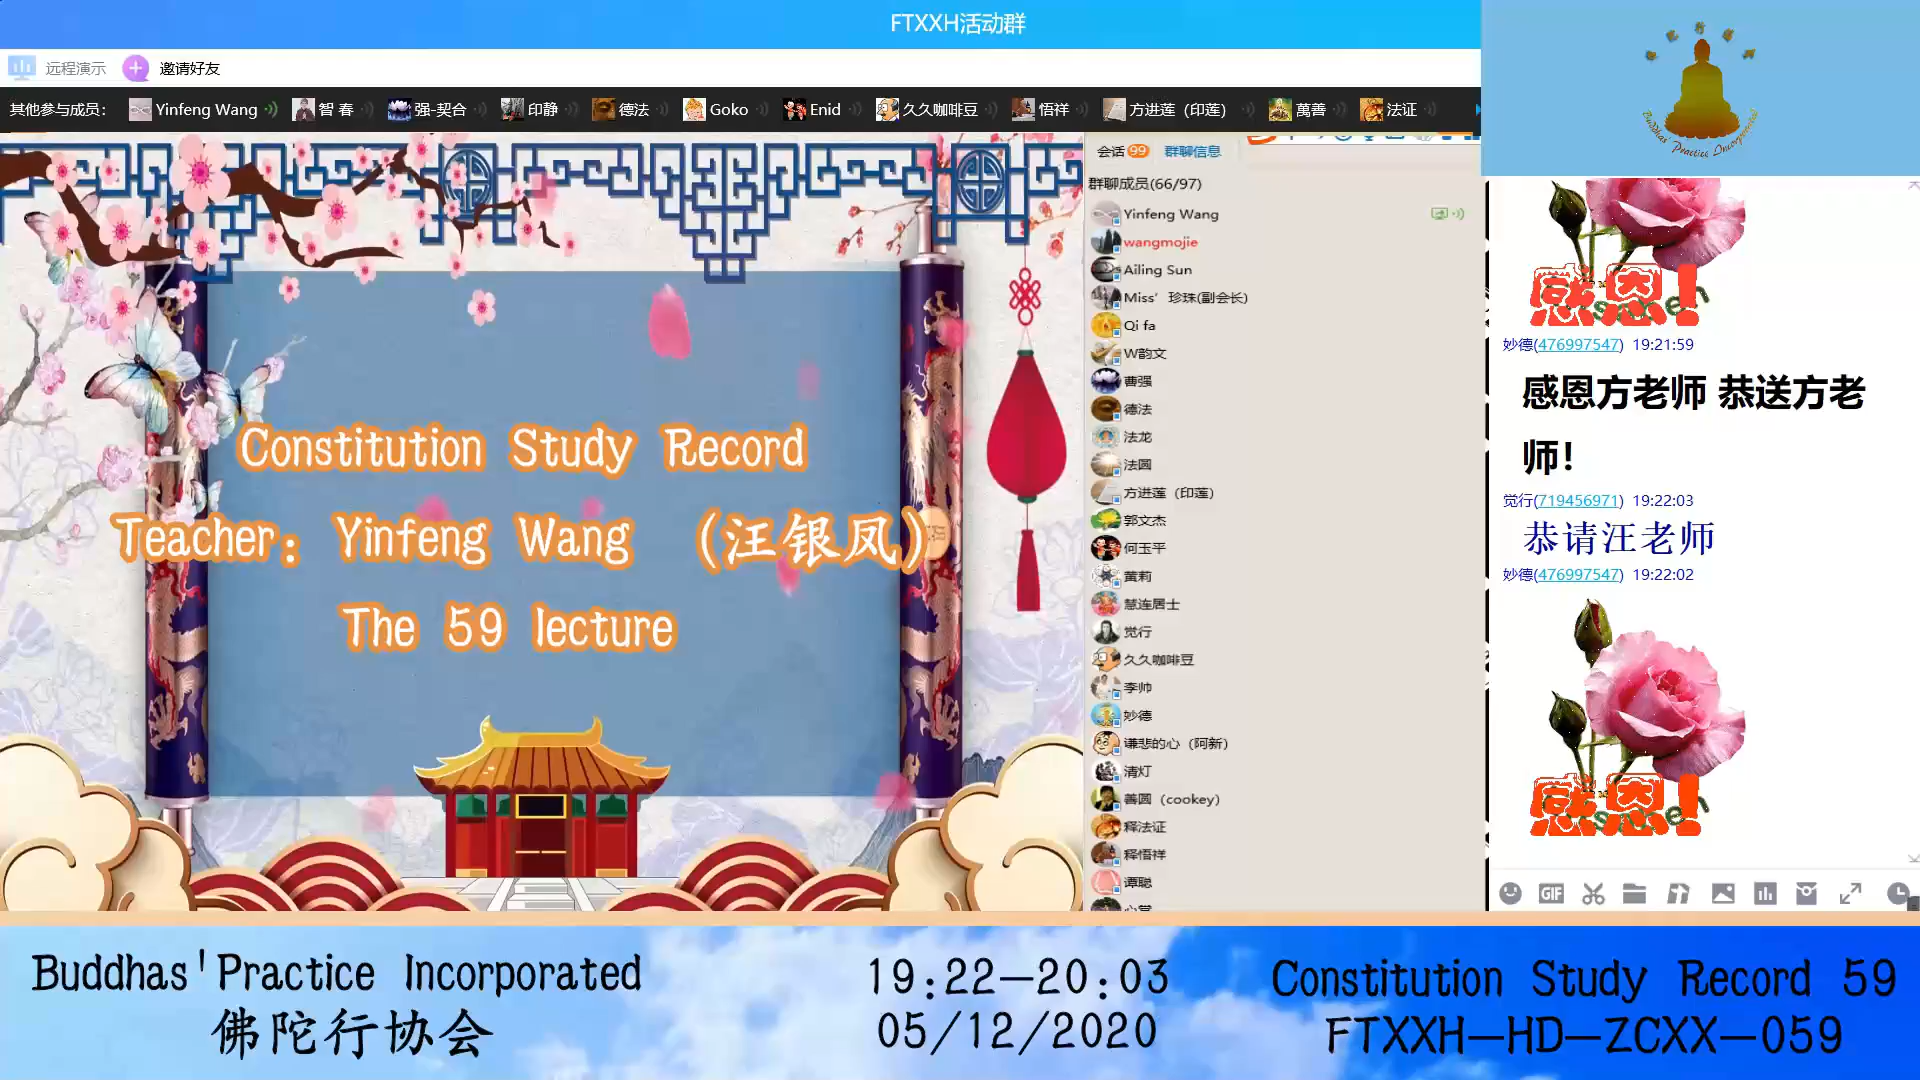 FTXXH活动群
远程演示 邀请好友
其他参与成员: Yinfeng Wang 智 春 强-契合 印静 德法 Goko Enid 久久咖啡豆 悟祥 方进莲（印莲） 萬善 法证
Constitution Study Record
Teacher: Yinfeng Wang （汪银凤）
The 59 lecture
会话 99 群聊信息
群聊成员(66/97)
Yinfeng Wang
wangmojie
Ailing Sun
Miss' 珍珠(副会长)
Qi fa
W韵文
曹强
德法
法龙
法圆
方进莲（印莲）
郭文杰
何玉平
黄莉
慧连居士
觉行
久久咖啡豆
李帅
妙德
谦悲的心（阿新）
清灯
善圆（cookey）
释法证
释悟祥
谭聪
Buddhas Practice Incorporated
感恩!
妙德(476997547) 19:21:59
感恩方老师 恭送方老
师!
觉行(719456971) 19:22:03
恭请汪老师
妙德(476997547) 19:22:02
感恩!
GIF
Buddhas'Practice Incorporated
佛陀行协会
19:22—20:03
05/12/2020
Constitution Study Record 59
FTXXH—HD—ZCXX—059